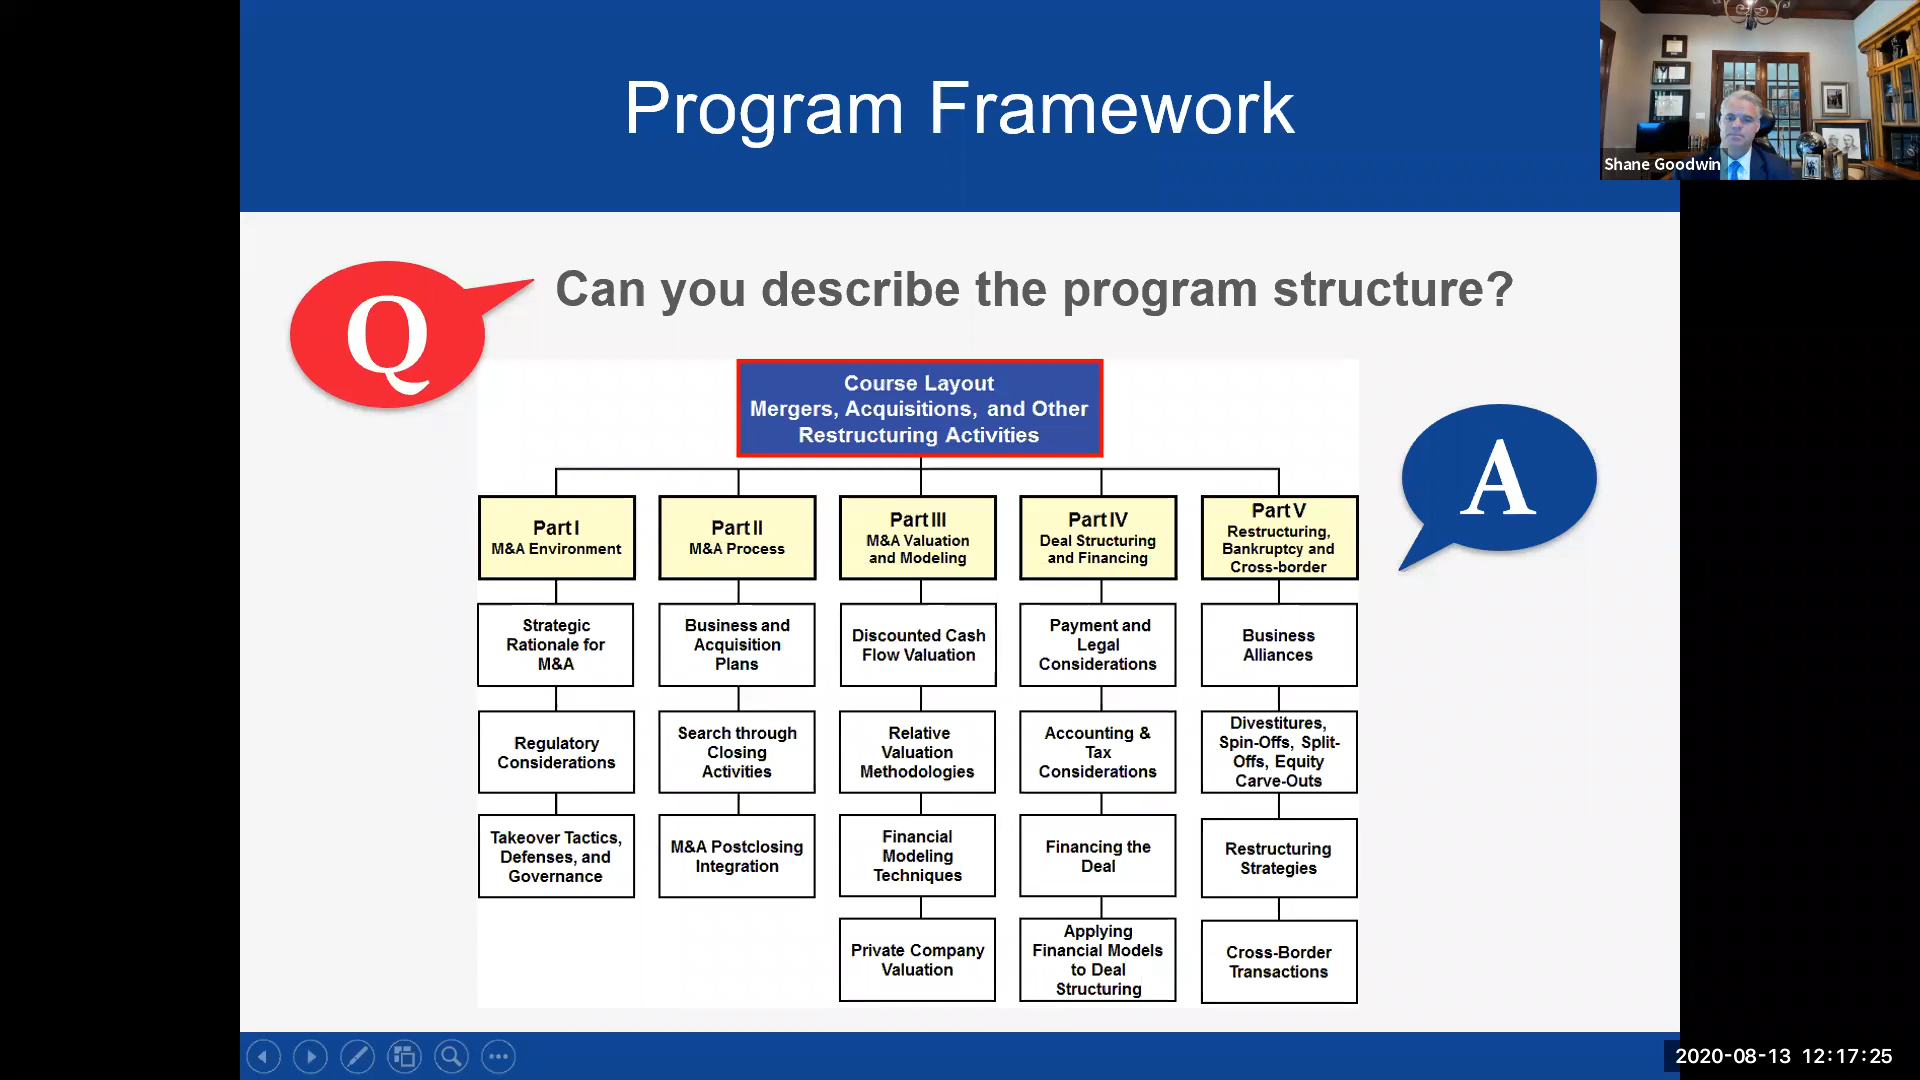 Program Framework
Shane Goodwin
Q
Can you describe the program structure?
A
Course Layout
Mergers, Acquisitions, and Other
Restructuring Activities
Part I
M&A Environment
Strategic
Rationale for
M&A
Regulatory
Considerations
Takeover Tactics,
Defenses, and
Governance
Part II
M&A Process
Business and
Acquisition
Plans
Search through
Closing
Activities
M&A Postclosing
Integration
Part III
M&A Valuation
and Modeling
Discounted Cash
Flow Valuation
Relative
Valuation
Methodologies
Financial
Modeling
Techniques
Private Company
Valuation
Part IV
Deal Structuring
and Financing
Payment and
Legal
Considerations
Accounting &
Tax
Considerations
Financing the
Deal
Applying
Financial Models
to Deal
Structuring
Part V
Restructuring,
Bankruptcy and
Cross-border
Business
Alliances
Divestitures,
Spin-Offs, Split-
Offs, Equity
Carve-Outs
Restructuring
Strategies
Cross-Border
Transactions
2020-08-13 12:17:25